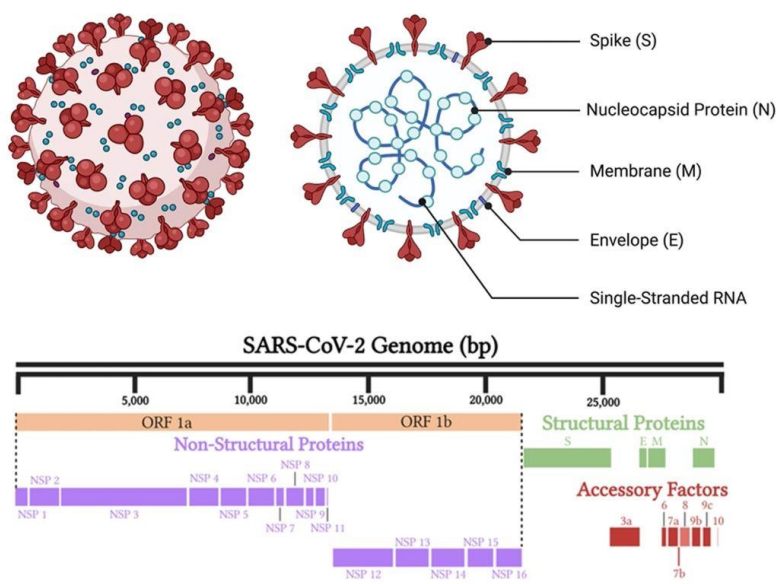 Spike (S)
Nucleocapsid Protein (N)
Membrane (M)
Envelope (E)
Single-Stranded RNA
SARS-CoV-2 Genome (bp)
5,000 10,000 15,000 20,000 25,000
ORF 1a ORF 1b Structural Proteins
Non-Structural Proteins S E M N
NSP 8
NSP 2 NSP 4 NSP 6 NSP 10
NSP 1 NSP 3 NSP 5 NSP 9
NSP 7 NSP 11
Accessory Factors
6 8 9c
3a 7a 9b 10
7b
NSP 13 NSP 15
NSP 12 NSP 14 NSP 16